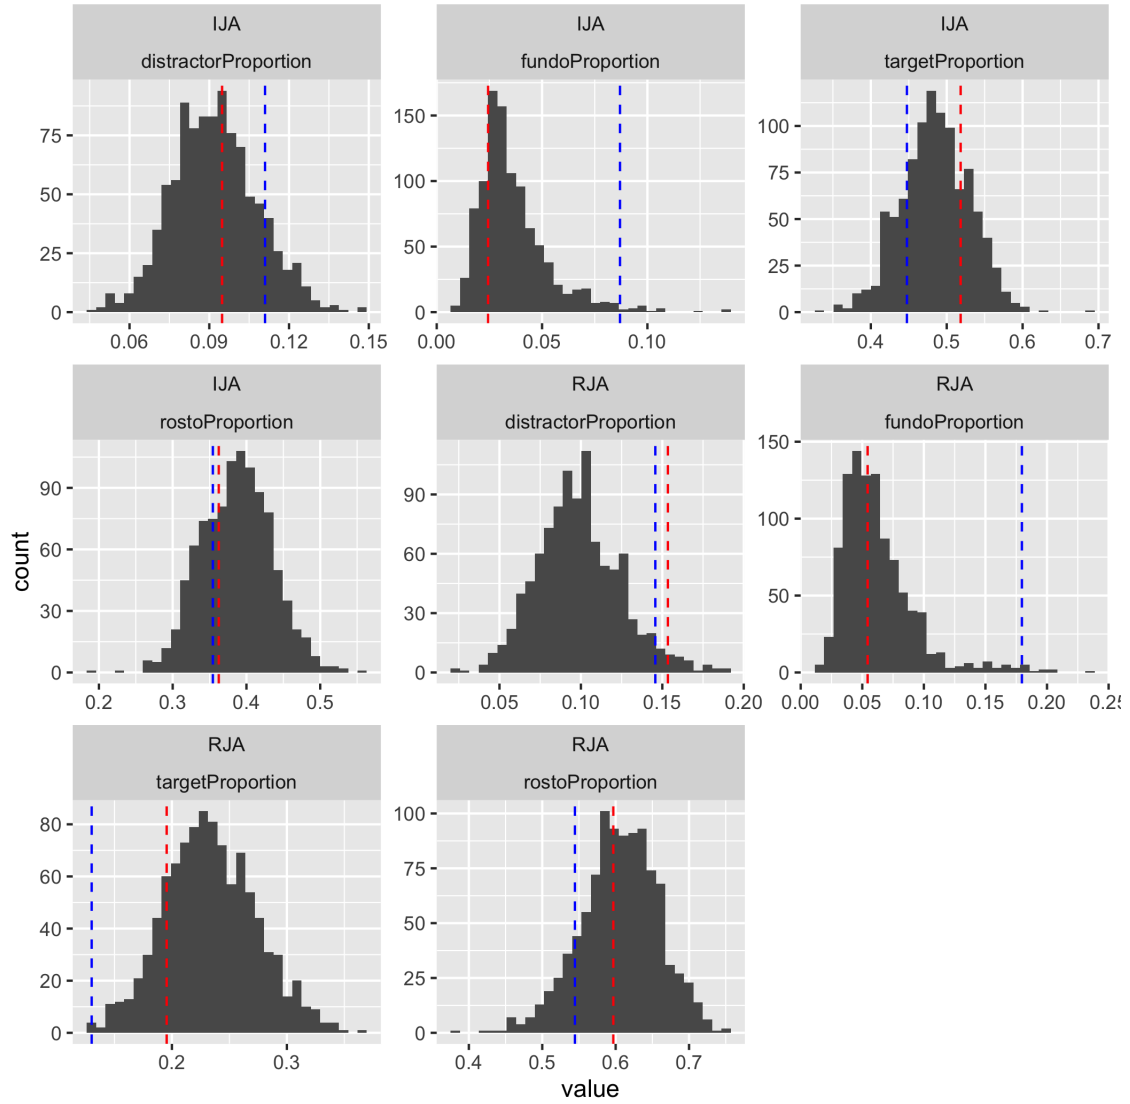 IJA
distractorProportion
75
50
25
0
0.06 0.09 0.12 0.15
IJA
fundoProportion
150
100
50
0
0.00 0.05 0.10
IJA
targetProportion
100
75
50
25
0
0.4 0.5 0.6 0.7
IJA
rostoProportion
90
60
30
0
0.2 0.3 0.4 0.5
RJA
distractorProportion
90
60
30
0
0.05 0.10 0.15 0.20
RJA
fundoProportion
150
100
50
0
0.00 0.05 0.10 0.15 0.20 0.25
RJA
targetProportion
80
60
40
20
0
0.2 0.3
RJA
rostoProportion
100
75
50
25
0
0.4 0.5 0.6 0.7
count
value